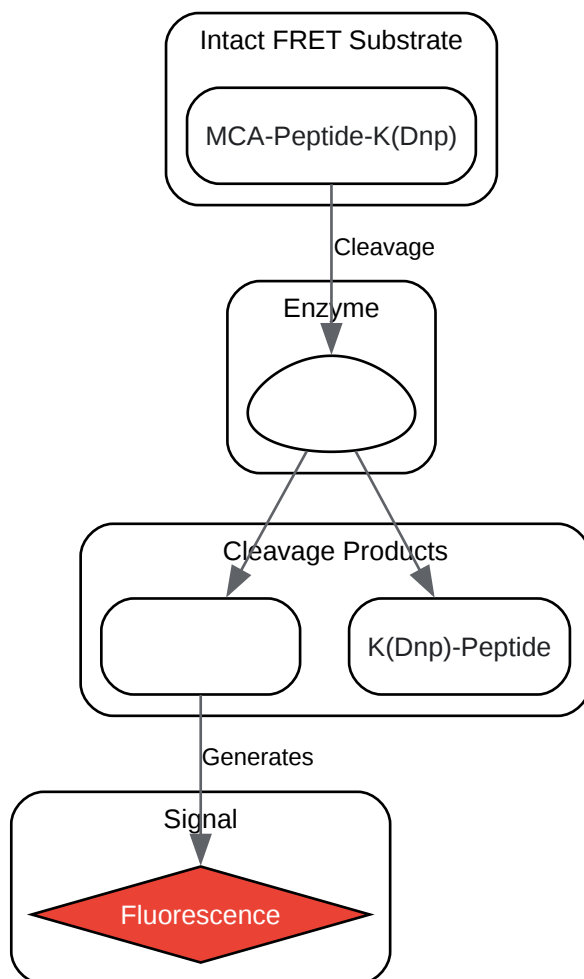 Intact FRET Substrate
MCA-Peptide-K(Dnp)
Cleavage
Enzyme
Cleavage Products
K(Dnp)-Peptide
Generates
Signal
Fluorescence